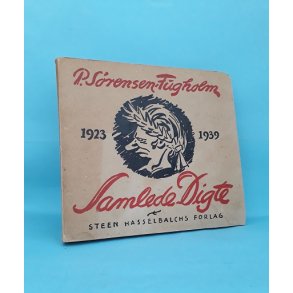 P. Sørensen-Fugholm
1923 1939
Samlede Digte
STEEN HASSELBALCHS FORLAG